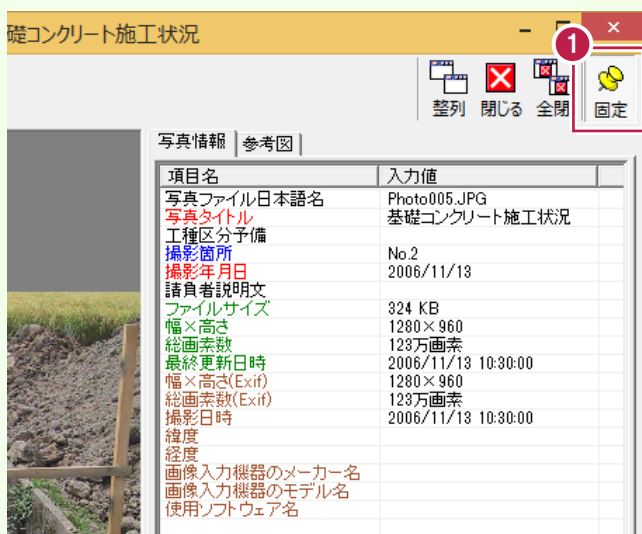 礎コンクリート施工状況
1
整列 閉じる 全閉 固定
写真情報 参考図
項目名 入力値
写真ファイル日本語名 Photo005.JPG
写真タイトル 基礎コンクリート施工状況
工種区分予備
撮影箇所 No.2
撮影年月日 2006/11/13
請負者説明文
ファイルサイズ 324 KB
幅×高さ 1280×960
総画素数 123万画素
最終更新日時 2006/11/13 10:30:00
幅×高さ(Exif) 1280×960
総画素数(Exif) 123万画素
撮影日時 2006/11/13 10:30:00
緯度
経度
画像入力機器のメーカー名
画像入力機器のモデル名
使用ソフトウェア名